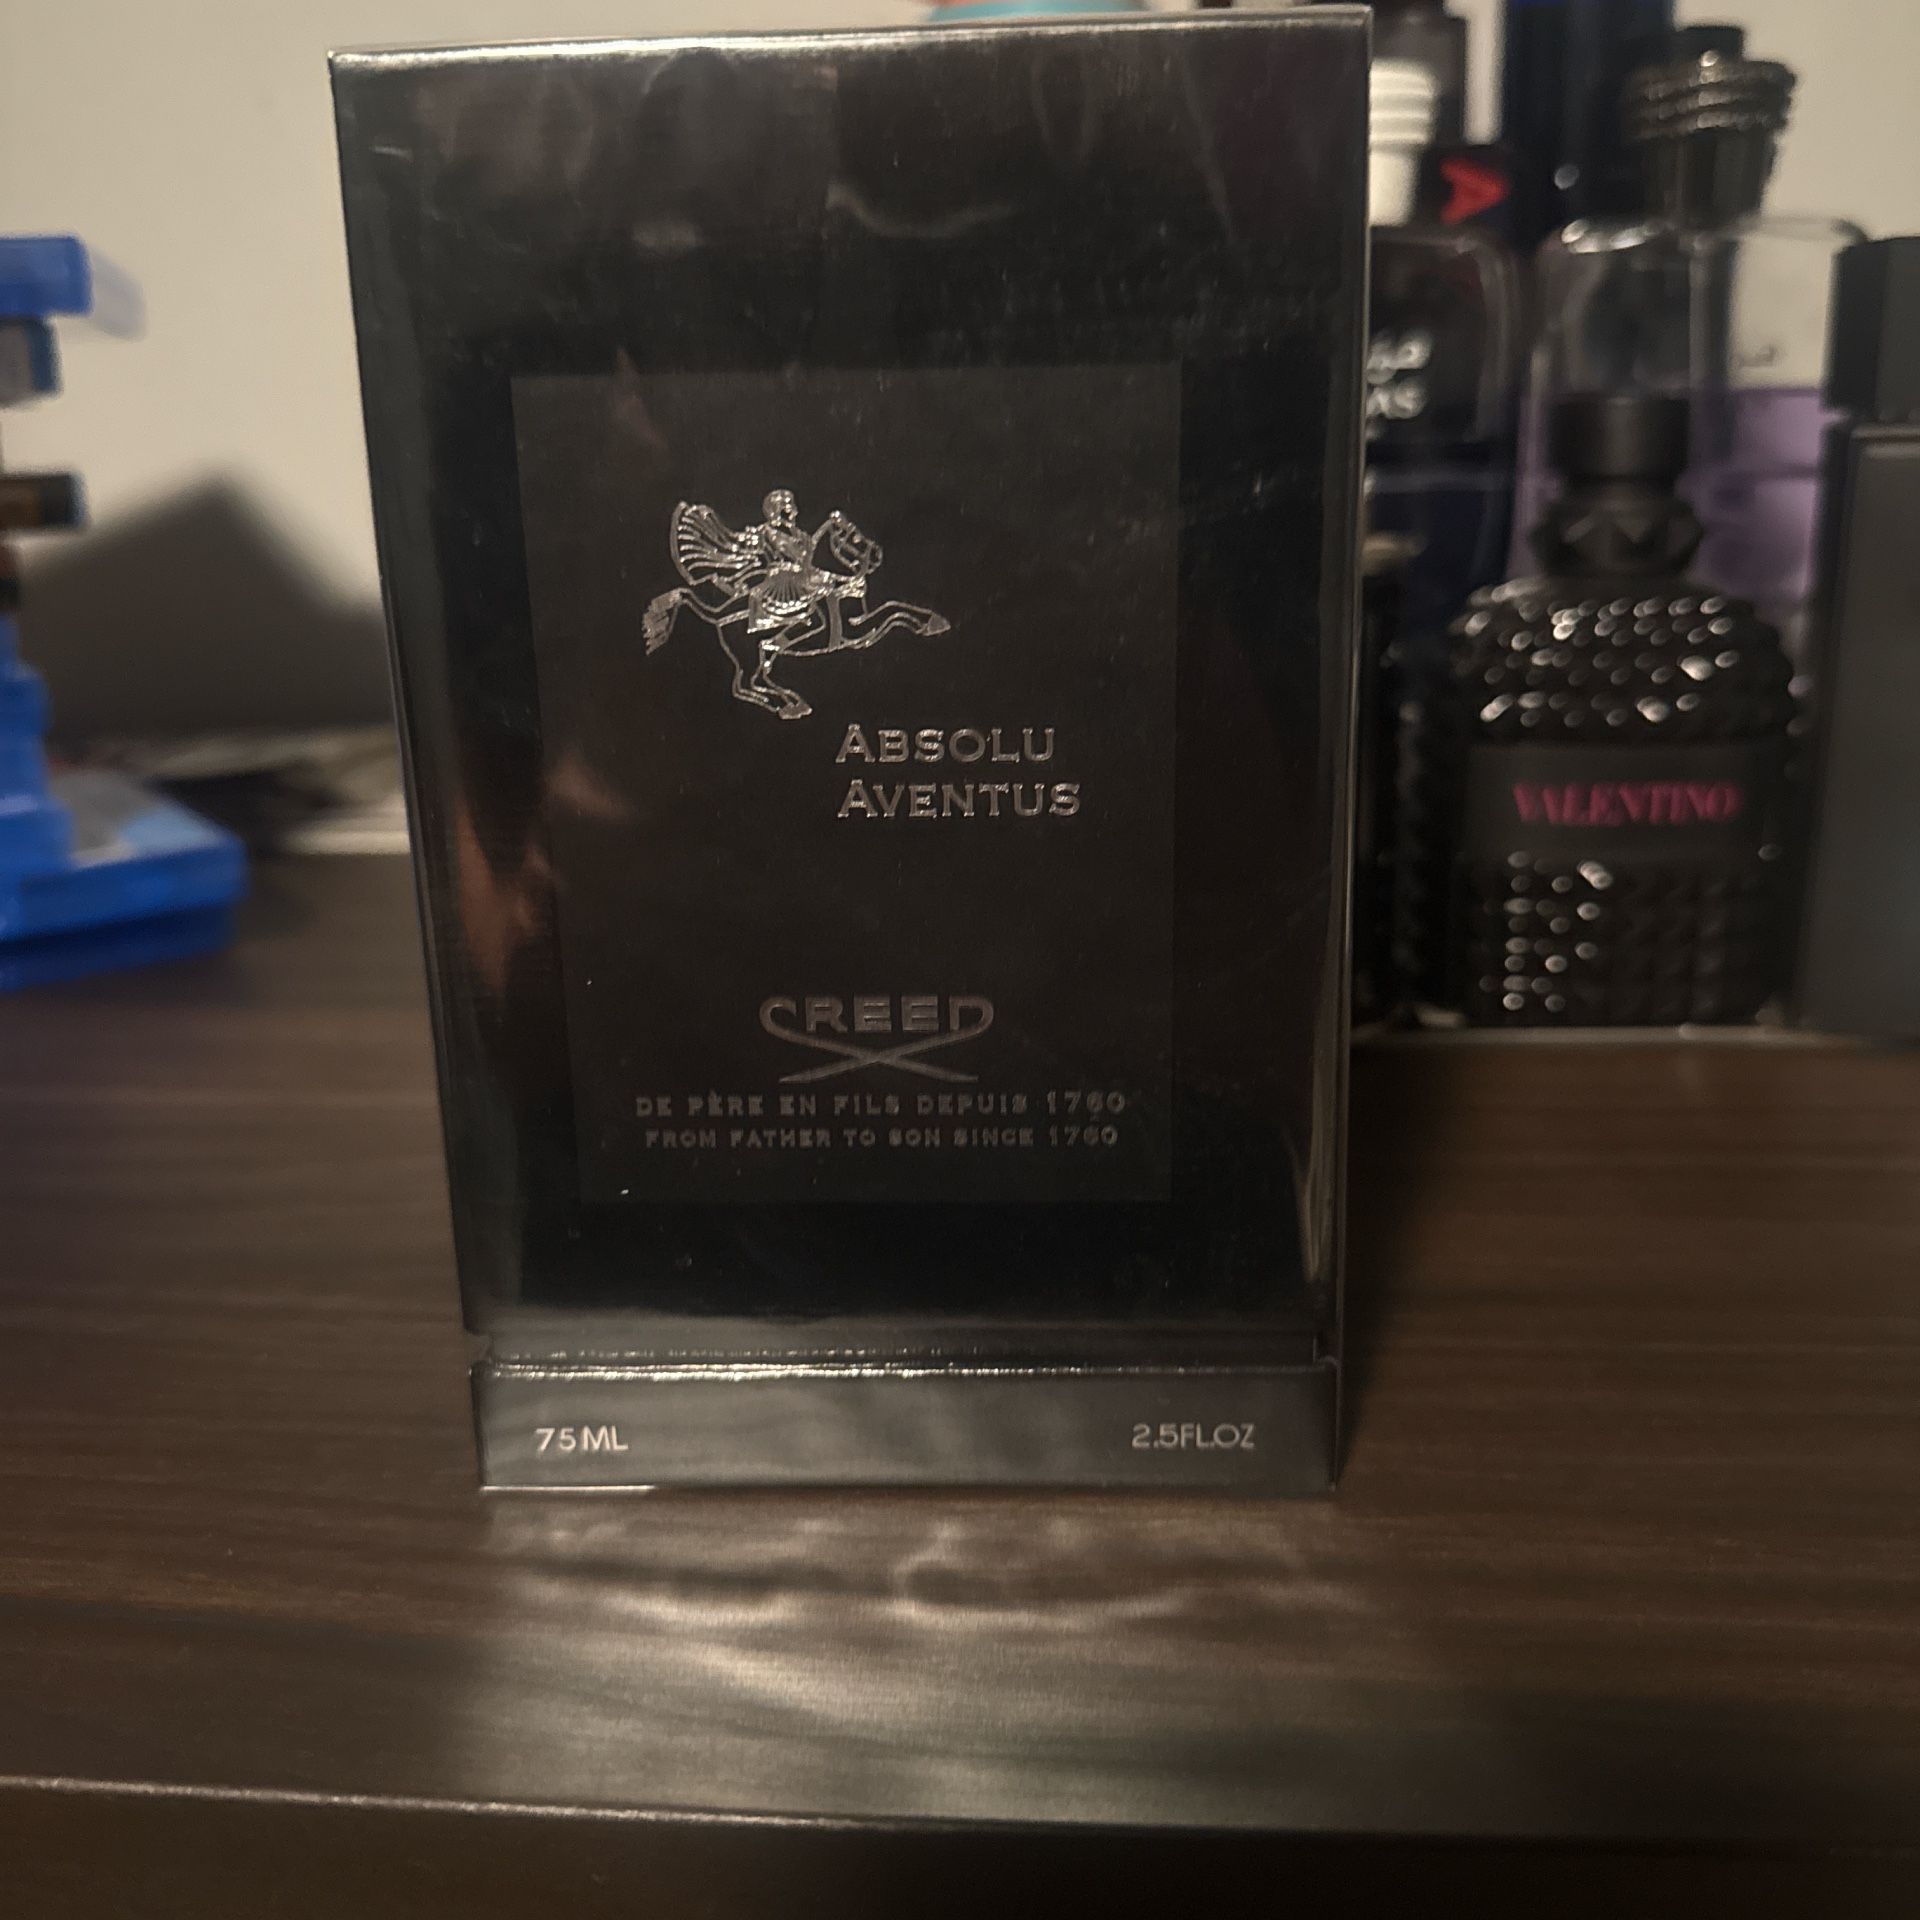 ABSOLU
AVENTUS
CREED
DE PÈRE EN FILS DEPUIS 1760
FROM FATHER TO SON SINCE 1760
75ML
2.5FL.OZ
VALENTINO